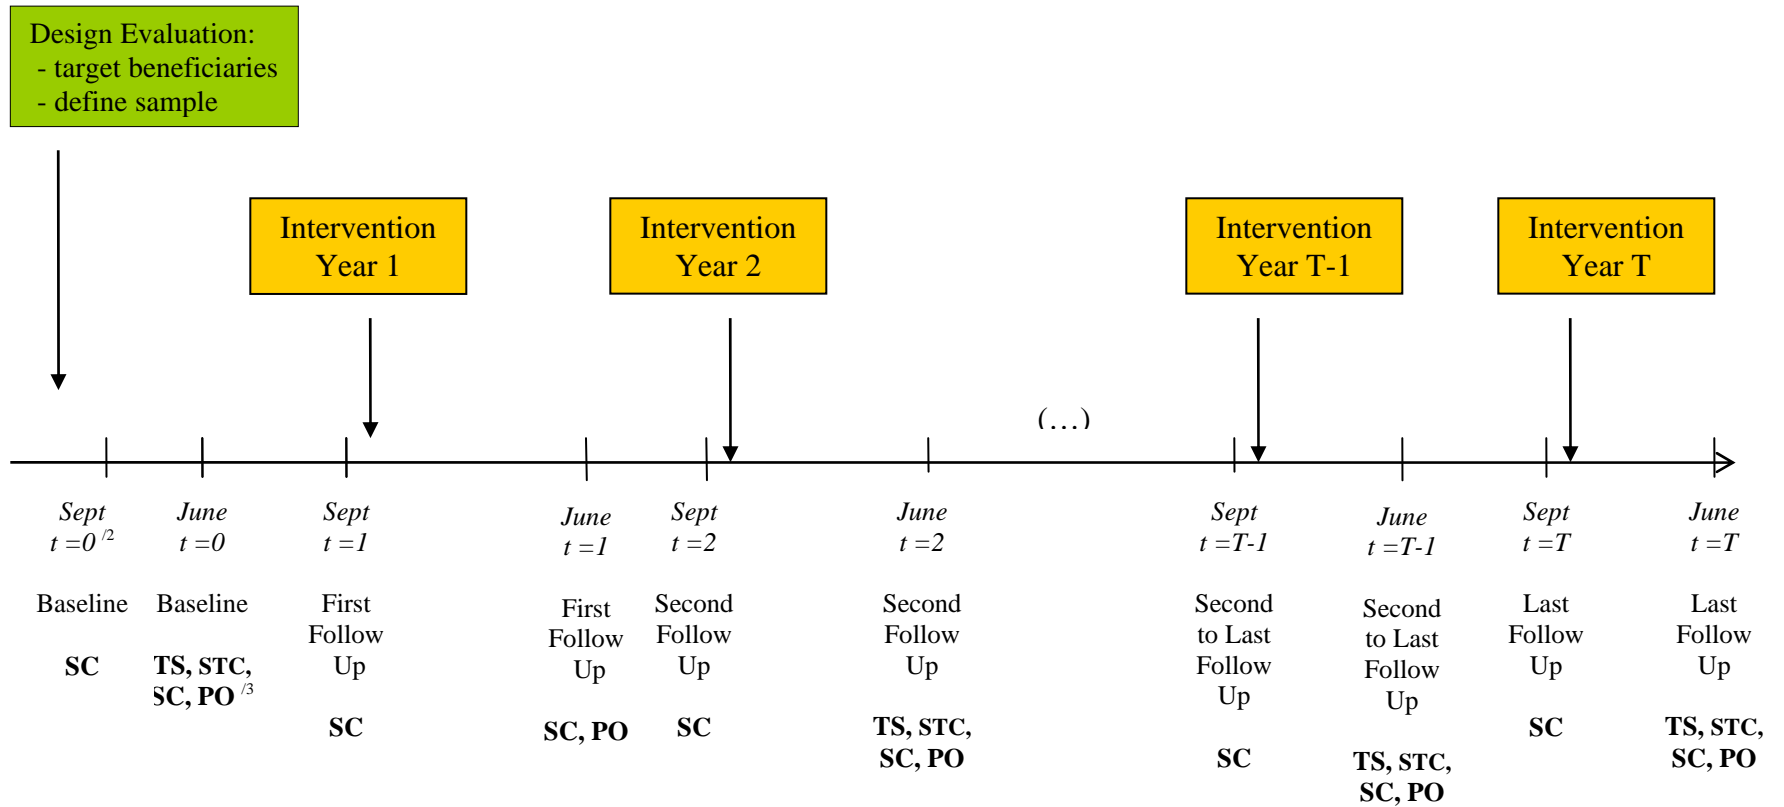 Design Evaluation:
- target beneficiaries
- define sample
Intervention
Year 1
Intervention
Year 2
Intervention
Year T-1
Intervention
Year T
(…)
Sept
t =0 /2
Baseline
SC
June
t =0
Baseline
TS, STC,
SC, PO /3
Sept
t =1
First
Follow
Up
SC
June
t =1
First
Follow
Up
SC, PO
Sept
t =2
Second
Follow
Up
SC
June
t =2
Second
Follow
Up
TS, STC,
SC, PO
Sept
t =T-1
Second
to Last
Follow
Up
SC
June
t =T-1
Second
to Last
Follow
Up
TS, STC,
SC, PO
Sept
t =T
Last
Follow
Up
SC
June
t =T
Last
Follow
Up
TS, STC,
SC, PO